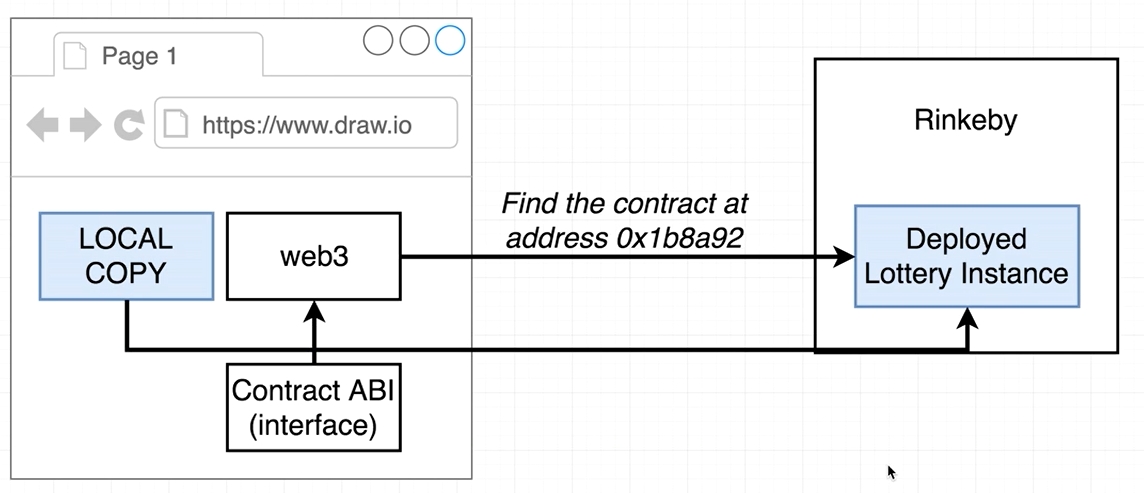 Page 1
https://www.draw.io
LOCAL
COPY
web3
Contract ABI
(interface)
Find the contract at
address 0x1b8a92
Rinkeby
Deployed
Lottery Instance